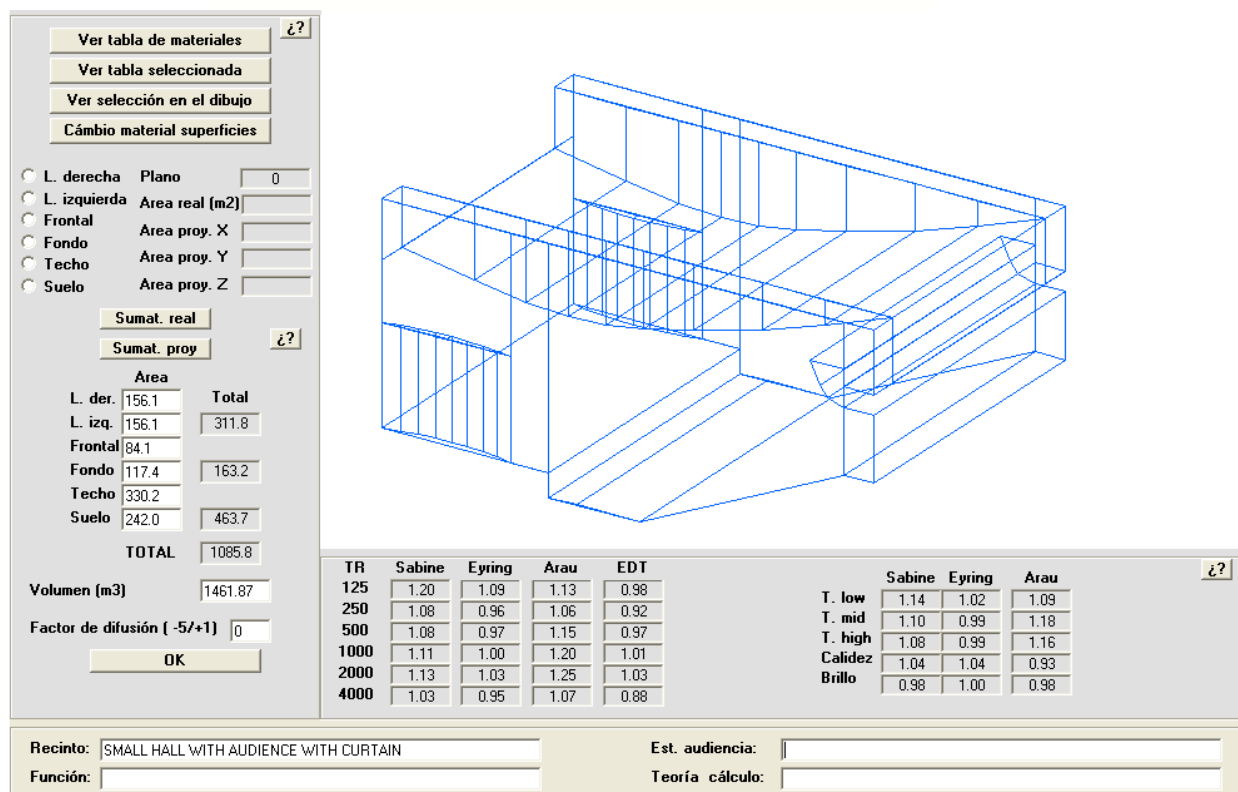 ¿?
Ver tabla de materiales
Ver tabla seleccionada
Ver selección en el dibujo
Cámbio material superficies
L. derecha Plano 0
L. izquierda Area real (m2)
Frontal Area proy. X
Fondo Area proy. Y
Techo
Suelo Area proy. Z
Sumat. real
Sumat. proy ¿?
Area
L. der. 156.1 Total
L. izq. 156.1 311.8
Frontal 84.1
Fondo 117.4 163.2
Techo 330.2
Suelo 242.0 463.7
TOTAL 1085.8
Volumen (m3) 1461.87
Factor de difusión ( -5/+1) 0
OK
TR Sabine Eyring Arau EDT
125 1.20 1.09 1.13 0.98
250 1.08 0.96 1.06 0.92
500 1.08 0.97 1.15 0.97
1000 1.11 1.00 1.20 1.01
2000 1.13 1.03 1.25 1.03
4000 1.03 0.95 1.07 0.88
¿?
Sabine Eyring Arau
T. low 1.14 1.02 1.09
T. mid 1.10 0.99 1.18
T. high 1.08 0.99 1.16
Calidez 1.04 1.04 0.93
Brillo 0.98 1.00 0.98
Recinto: SMALL HALL WITH AUDIENCE WITH CURTAIN Est. audiencia:
Función: Teoría cálculo: